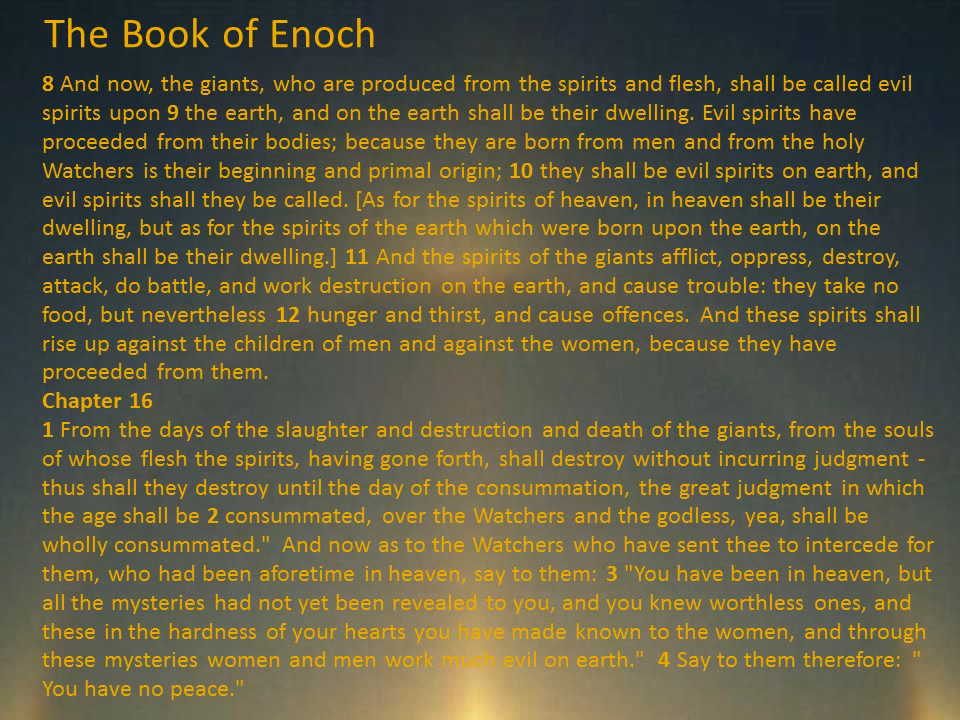 The Book of Enoch
8 And now, the giants, who are produced from the spirits and flesh, shall be called evil
spirits upon 9 the earth, and on the earth shall be their dwelling. Evil spirits have
proceeded from their bodies; because they are born from men and from the holy
Watchers is their beginning and primal origin; 10 they shall be evil spirits on earth, and
evil spirits shall they be called. [As for the spirits of heaven, in heaven shall be their
dwelling, but as for the spirits of the earth which were born upon the earth, on the
earth shall be their dwelling.] 11 And the spirits of the giants afflict, oppress, destroy,
attack, do battle, and work destruction on the earth, and cause trouble: they take no
food, but nevertheless 12 hunger and thirst, and cause offences. And these spirits shall
rise up against the children of men and against the women, because they have
proceeded from them.
Chapter 16
1 From the days of the slaughter and destruction and death of the giants, from the souls
of whose flesh the spirits, having gone forth, shall destroy without incurring judgment -
thus shall they destroy until the day of the consummation, the great judgment in which
the age shall be 2 consummated, over the Watchers and the godless, yea, shall be
wholly consummated." And now as to the Watchers who have sent thee to intercede for
them, who had been aforetime in heaven, say to them: 3 "You have been in heaven, but
all the mysteries had not yet been revealed to you, and you knew worthless ones, and
these in the hardness of your hearts you have made known to the women, and through
these mysteries women and men work much evil on earth." 4 Say to them therefore: "
You have no peace."